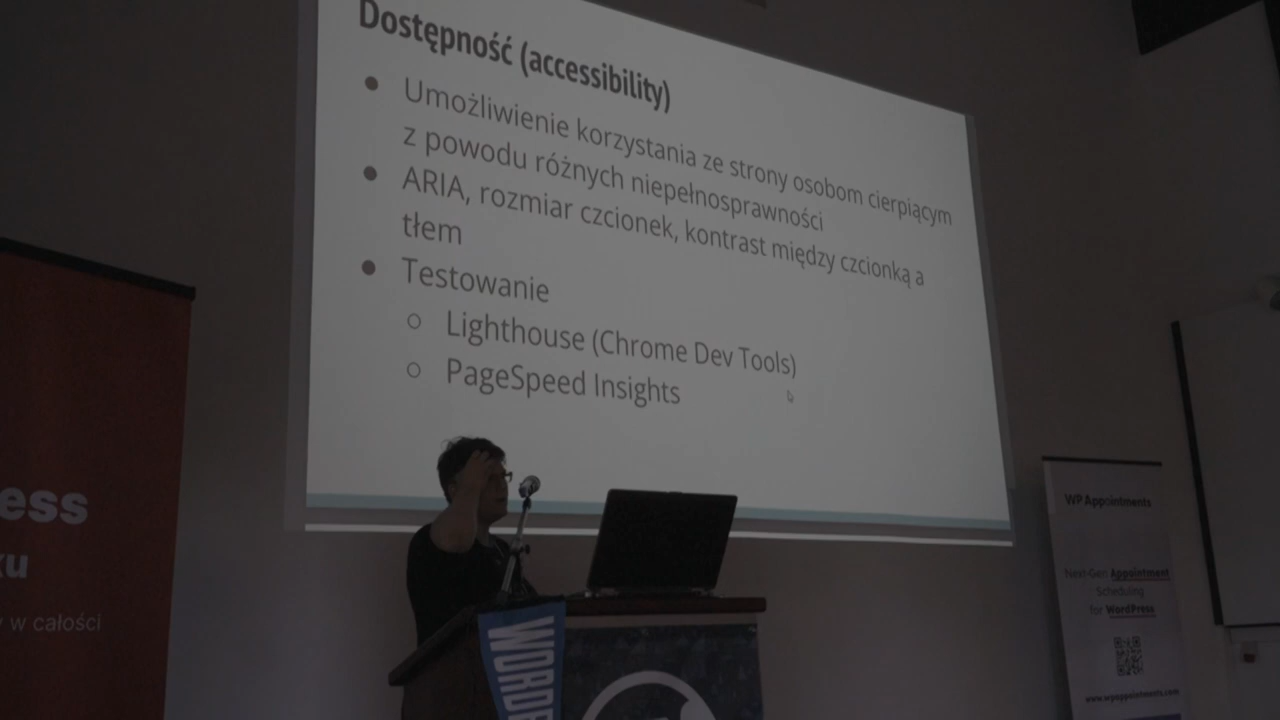 Dostępność (accessibility)
Umożliwienie korzystania ze strony osobom cierpiącym
z powodu różnych niepełnosprawności
ARIA, rozmiar czcionek, kontrast między czcionką a
tłem
Testowanie
Lighthouse (Chrome Dev Tools)
PageSpeed Insights
ess
ku
w całości
WORDP
WP Appointments
Next-Gen Appointment
Scheduling
for WordPress
www.wpappointments.com